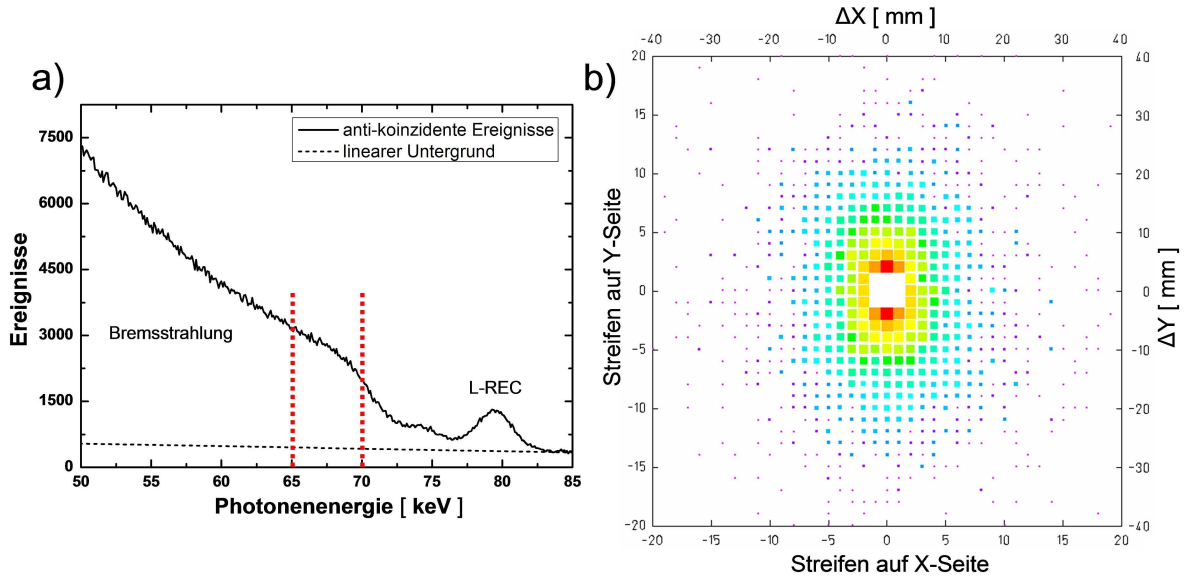 a)
7500
6000
4500
3000
1500
0
Ereignisse
anti-koinzidente Ereignisse
linearer Untergrund
Bremsstrahlung
L-REC
50 55 60 65 70 75 80 85
Photonenenergie [ keV ]
b)
ΔX [ mm ]
-40 -30 -20 -10 0 10 20 30 40
20
15
10
5
0
-5
-10
-15
-20
Streifen auf Y-Seite
40
30
20
10
0
-10
-20
-30
-40
ΔY [ mm ]
-20 -15 -10 -5 0 5 10 15 20
Streifen auf X-Seite